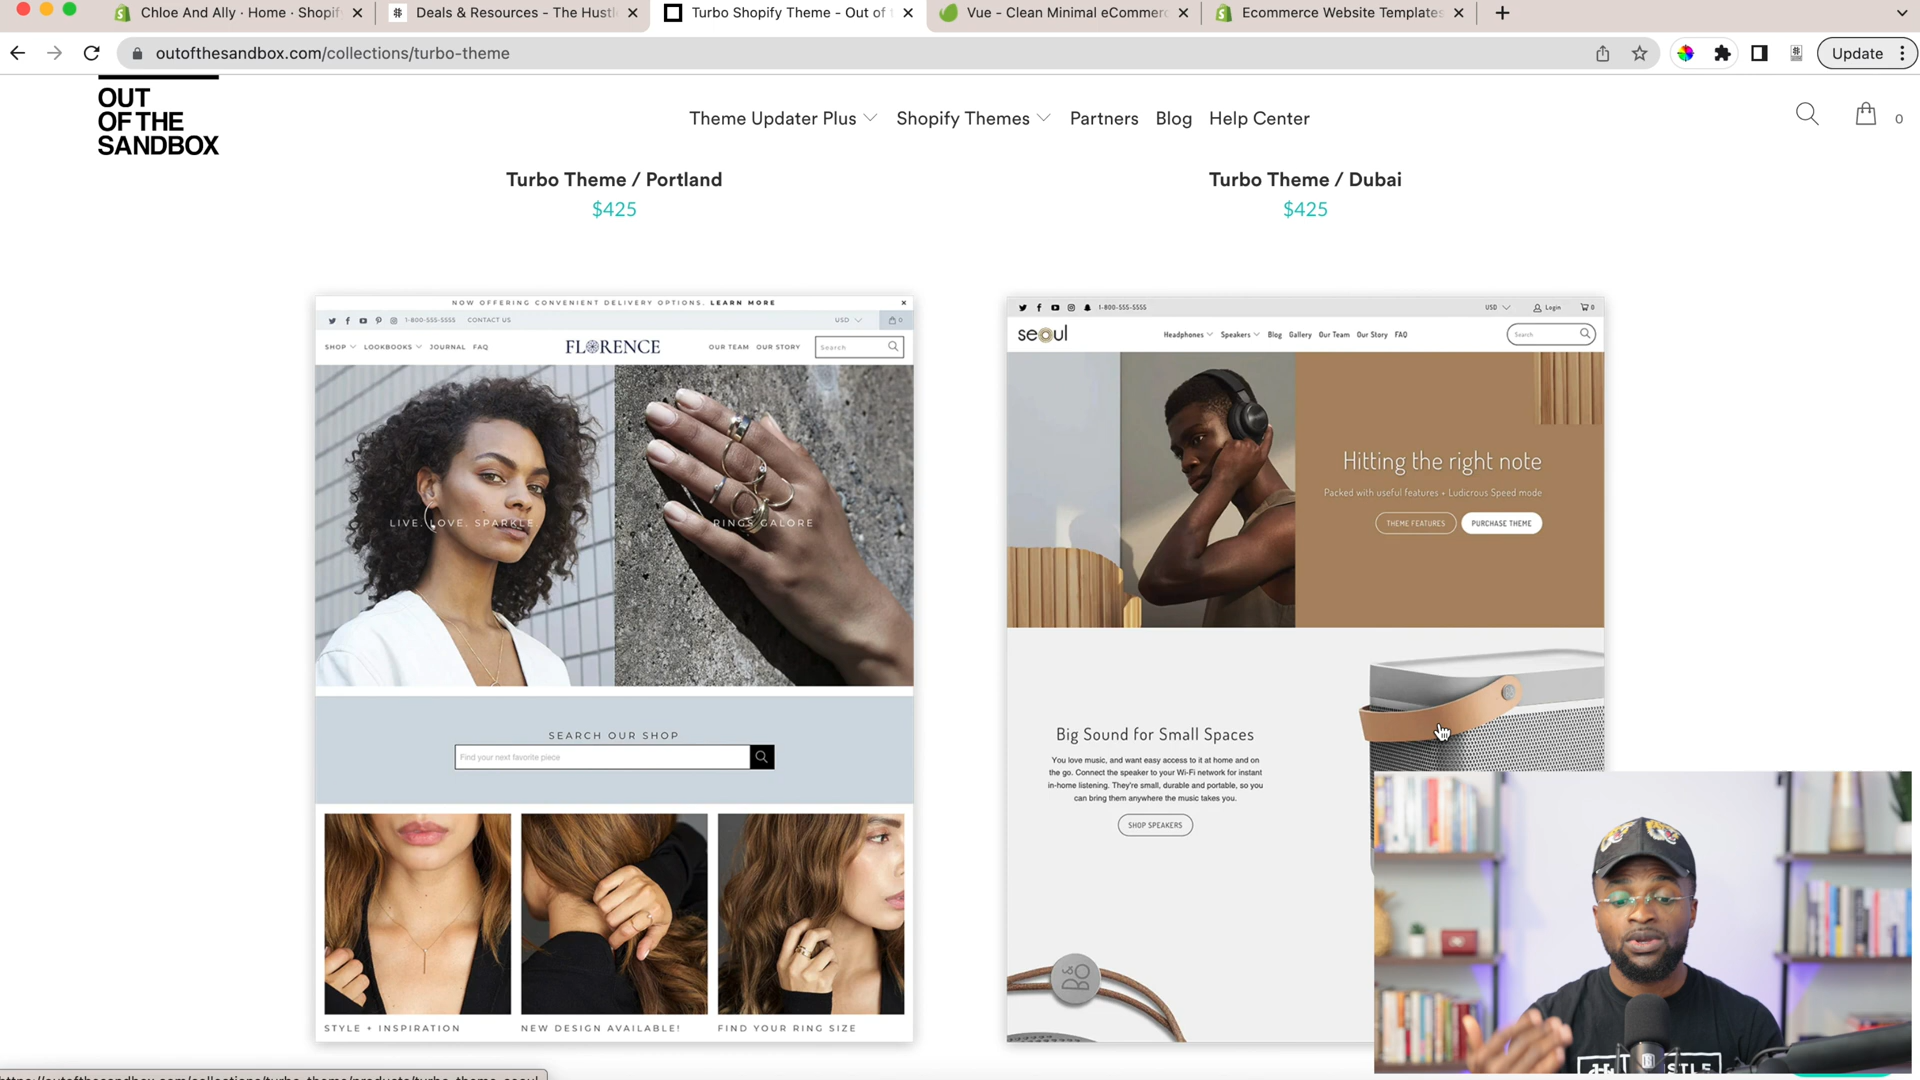 Chloe And Ally · Home · Shopif
Deals & Resources - The Hustl
Turbo Shopify Theme - Out of
Vue - Clean Minimal eCommerc
Ecommerce Website Templates
outofthesandbox.com/collections/turbo-theme
Update
OUT
OF THE
SANDBOX
Theme Updater Plus
Shopify Themes
Partners
Blog
Help Center
0
Turbo Theme / Portland
$425
Turbo Theme / Dubai
$425
NOW OFFERING CONVENIENT DELIVERY OPTIONS. LEARN MORE
1-800-555-5555
CONTACT US
USD
0
SHOP
LOOKBOOKS
JOURNAL
FAQ
FLORENCE
OUR TEAM
OUR STORY
Search
LIVE. LOVE. SPARKLE.
RINGS GALORE
SEARCH OUR SHOP
Find your next favorite piece
STYLE + INSPIRATION
NEW DESIGN AVAILABLE!
FIND YOUR RING SIZE
1-800-555-5555
USD
Login
0
seoul
Headphones
Speakers
Blog
Gallery
Our Team
Our Story
FAQ
Search
Hitting the right note
Packed with useful features + Ludicrous Speed mode
THEME FEATURES
PURCHASE THEME
Big Sound for Small Spaces
You love music, and want easy access to it at home and on
the go. Connect the speaker to your Wi-Fi network for instant
in-home listening. They're small, durable and portable, so you
can bring them anywhere the music takes you.
SHOP SPEAKERS
B&O